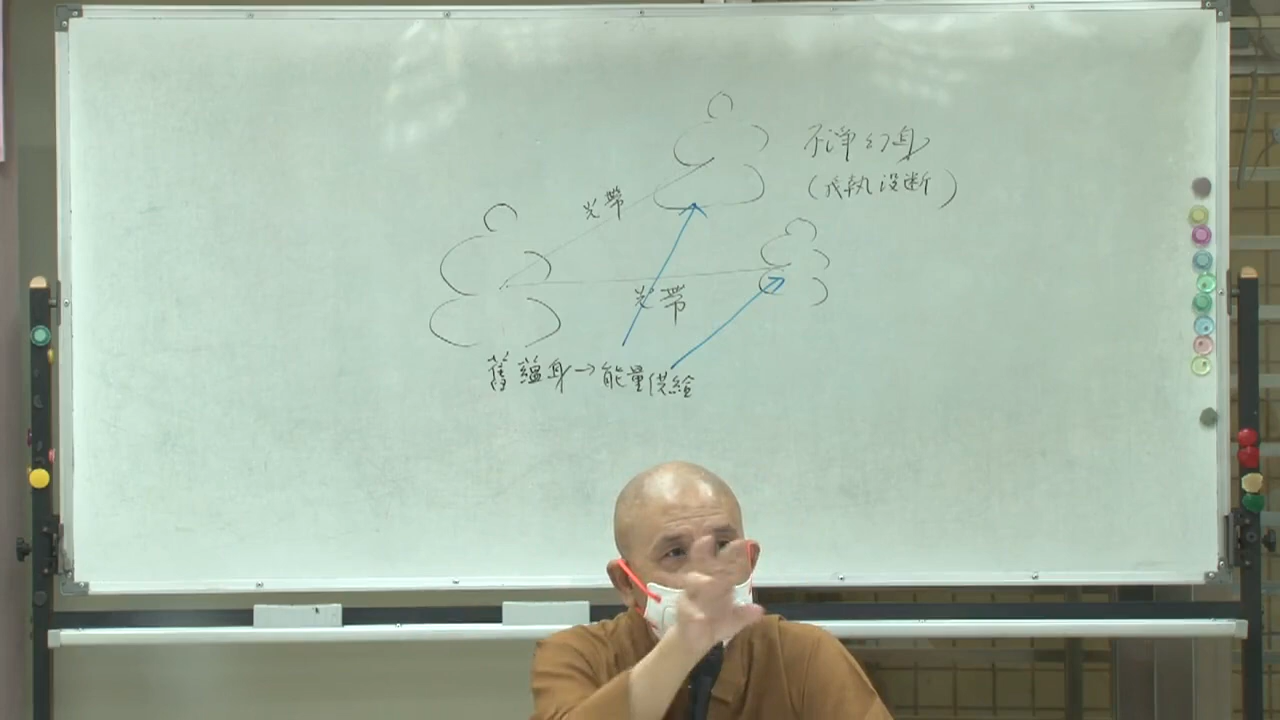 不淨幻身
(我執沒斷)
光帶
光帶
舊蘊身→能量供給